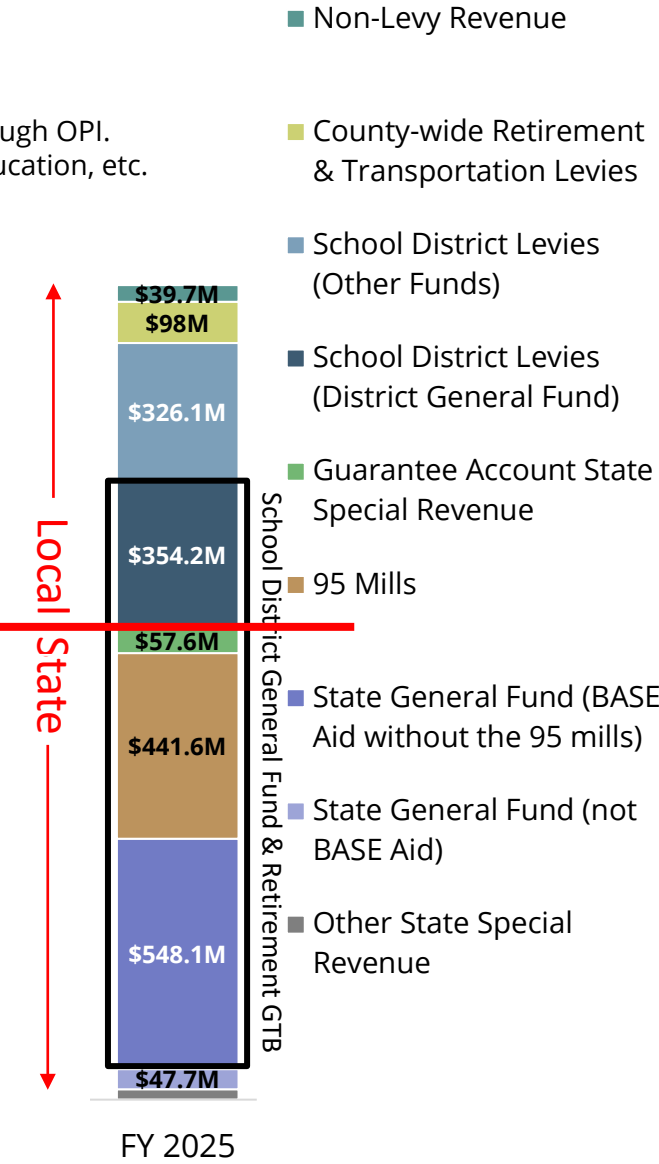 Non-Levy Revenue
ugh OPI.
ucation, etc.
County-wide Retirement
& Transportation Levies
School District Levies
(Other Funds)
School District Levies
(District General Fund)
Guarantee Account State
Special Revenue
95 Mills
State General Fund (BASE
Aid without the 95 mills)
State General Fund (not
BASE Aid)
Other State Special
Revenue
$39.7M
$98M
$326.1M
$354.2M
$57.6M
$441.6M
$548.1M
$47.7M
Local
State
School District General Fund & Retirement GTB
FY 2025